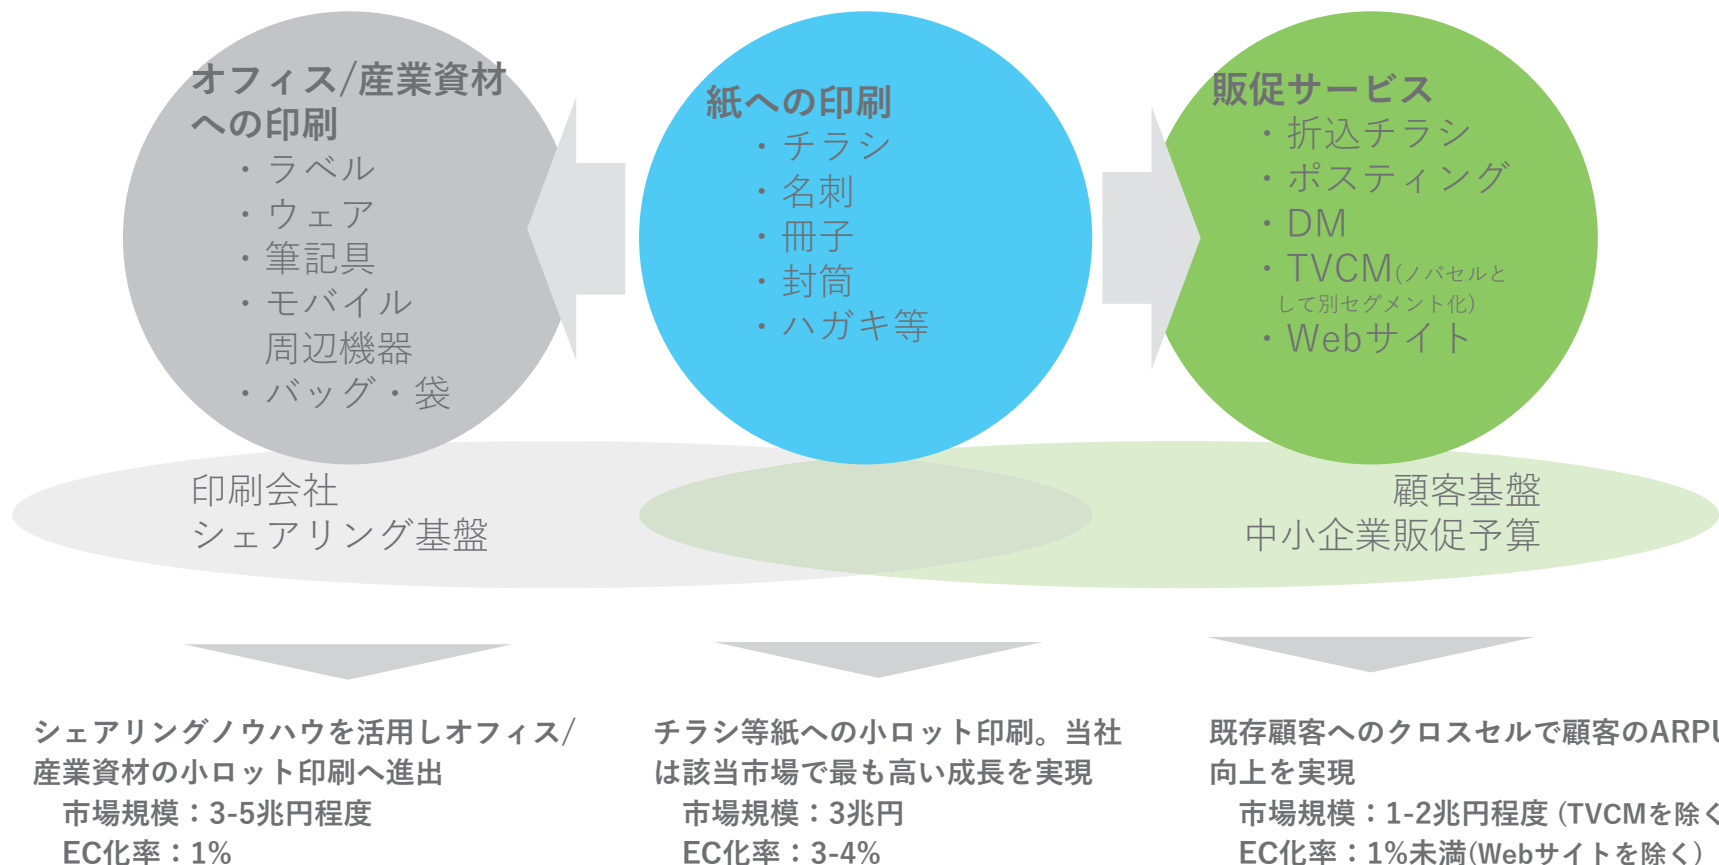 オフィス/産業資材
への印刷
・ラベル
・ウェア
・筆記具
・モバイル
周辺機器
・バッグ・袋
紙への印刷
・チラシ
・名刺
・冊子
・封筒
・ハガキ等
販促サービス
・折込チラシ
・ポスティング
・DM
・TVCM(ノバセルと
して別セグメント化)
・Webサイト
印刷会社
シェアリング基盤
顧客基盤
中小企業販促予算
シェアリングノウハウを活用しオフィス/
産業資材の小ロット印刷へ進出
市場規模：3-5兆円程度
EC化率：1%
チラシ等紙への小ロット印刷。当社
は該当市場で最も高い成長を実現
市場規模：3兆円
EC化率：3-4%
既存顧客へのクロスセルで顧客のARPU
向上を実現
市場規模：1-2兆円程度 (TVCMを除く
EC化率：1%未満(Webサイトを除く)